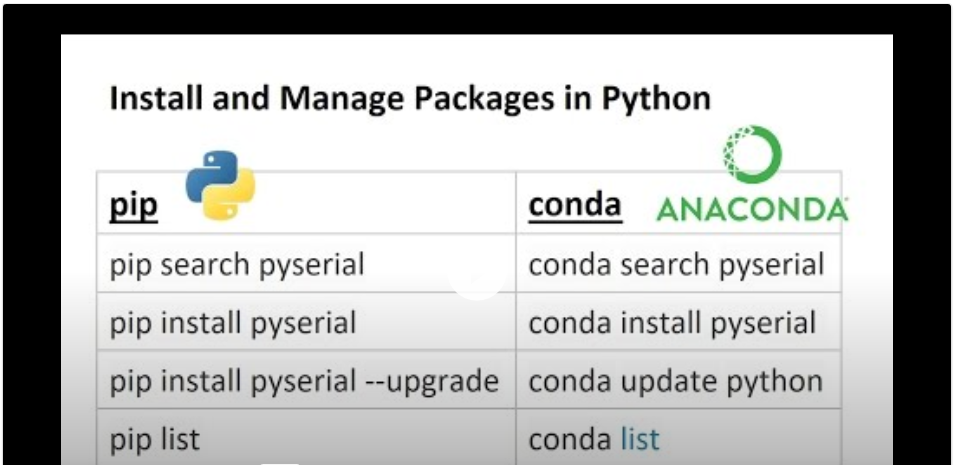 Install and Manage Packages in Python
pip
conda
ANACONDA
pip search pyserial
conda search pyserial
pip install pyserial
conda install pyserial
pip install pyserial --upgrade
conda update python
pip list
conda list